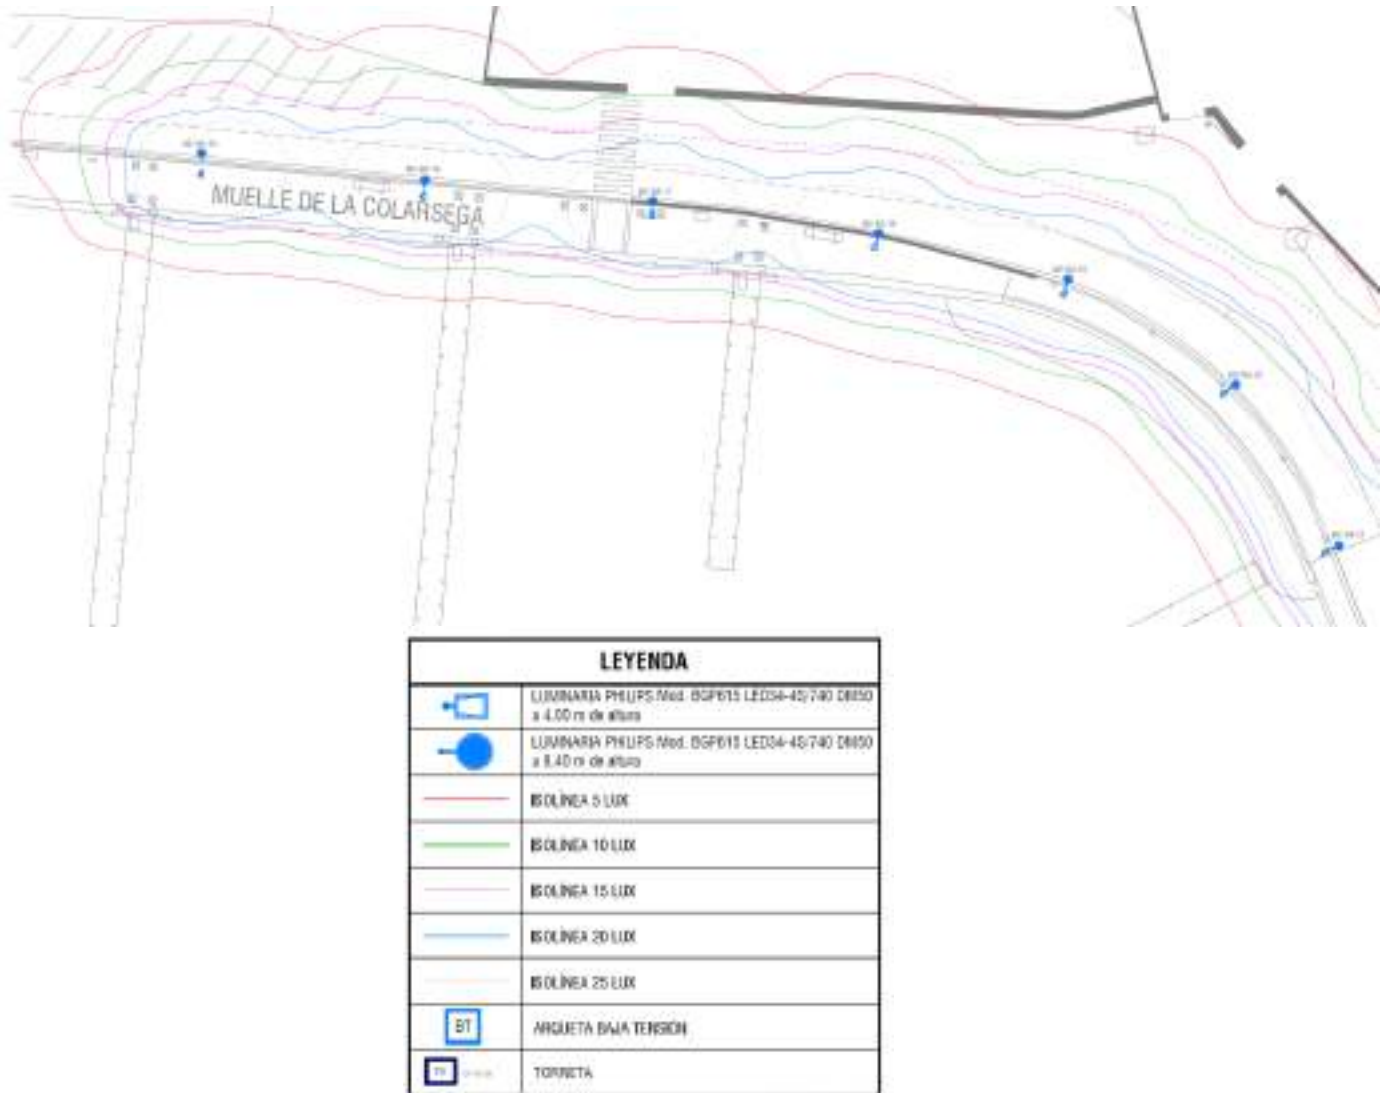 MUELLE DE LA COLARSEGA
LEYENDA
LUMINARIA PHILIPS Mod. BGP615 LED34-4S/740 DM50
a 4.00 m de altura
LUMINARIA PHILIPS Mod. BGP615 LED34-4S/740 DM50
a 8.40 m de altura
ISOLÍNEA 5 LUX
ISOLÍNEA 10 LUX
ISOLÍNEA 15 LUX
ISOLÍNEA 20 LUX
ISOLÍNEA 25 LUX
BT
ARQUETA BAJA TENSIÓN
TORRETA